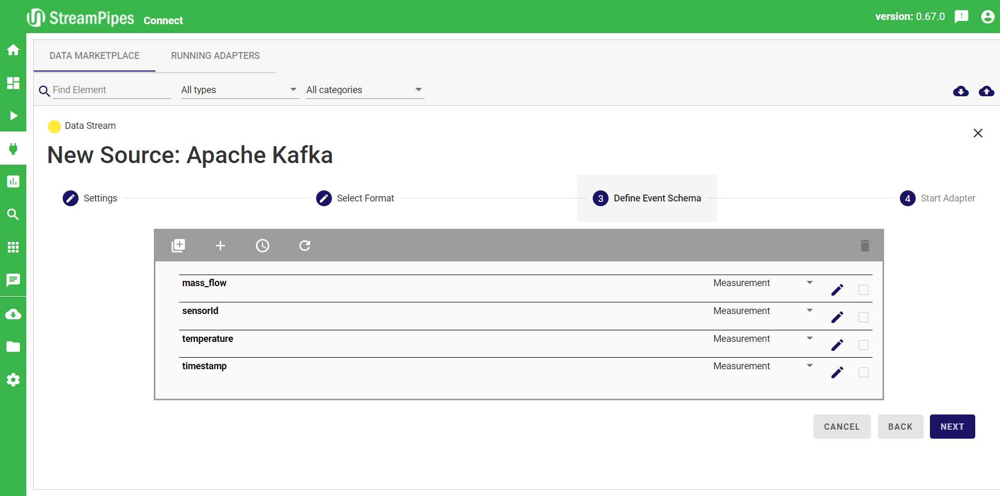 StreamPipes Connect
version: 0.67.0
DATA MARKETPLACE RUNNING ADAPTERS
Find Element All types All categories
Data Stream
New Source: Apache Kafka
Settings Select Format 3 Define Event Schema 4 Start Adapter
mass_flow Measurement
sensorId Measurement
temperature Measurement
timestamp Measurement
CANCEL BACK NEXT